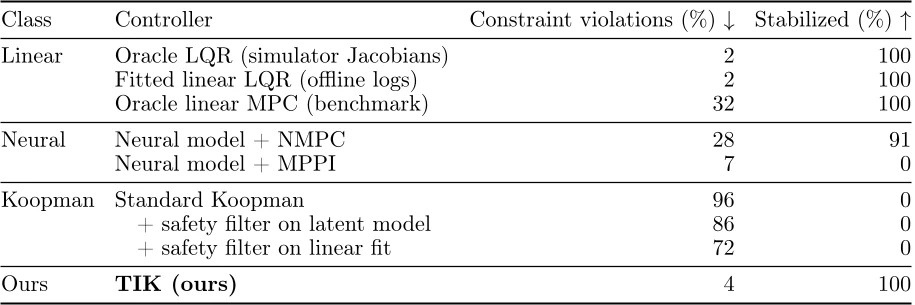 Class Controller Constraint violations (%) ↓ Stabilized (%) ↑
Linear Oracle LQR (simulator Jacobians) 2 100
Fitted linear LQR (offline logs) 2 100
Oracle linear MPC (benchmark) 32 100
Neural Neural model + NMPC 28 91
Neural model + MPPI 7 0
Koopman Standard Koopman 96 0
+ safety filter on latent model 86 0
+ safety filter on linear fit 72 0
Ours TIK (ours) 4 100